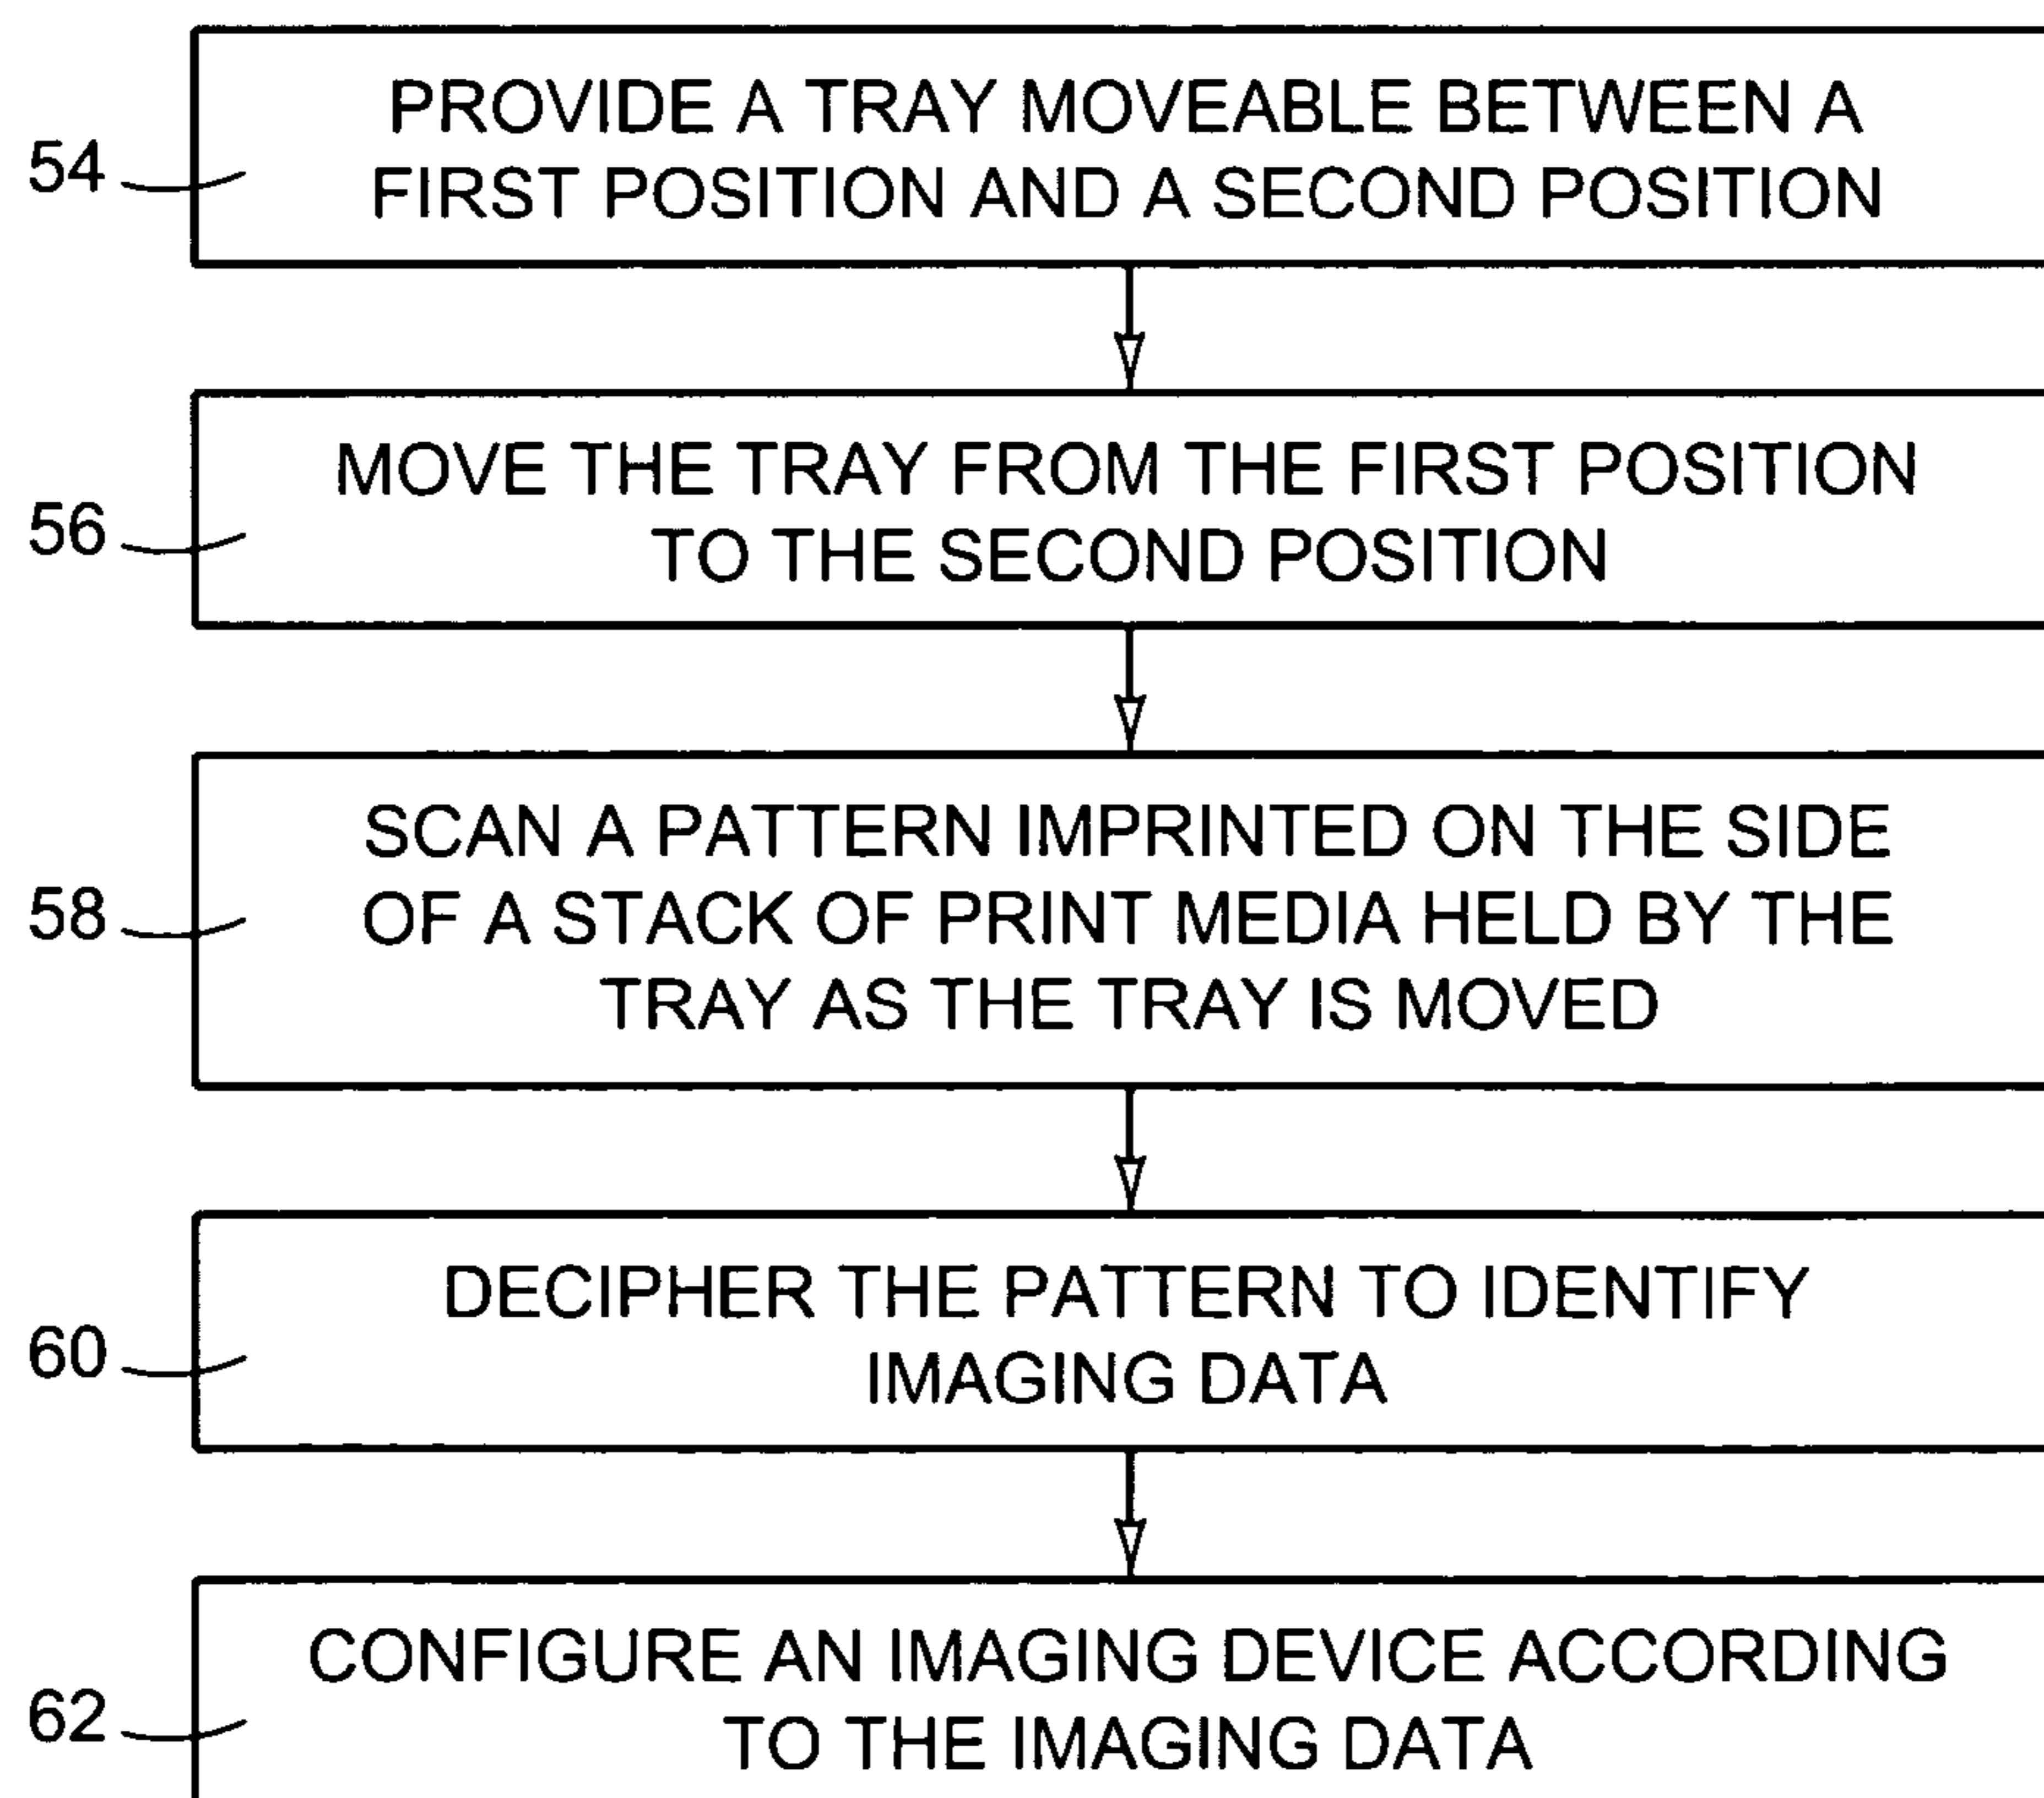 PROVIDE A TRAY MOVEABLE BETWEEN A
54
FIRST POSITION AND A SECOND POSITION
MOVE THE TRAY FROM THE FIRST POSITION
56
TO THE SECOND POSITION
SCAN A PATTERN IMPRINTED ON THE SIDE
58
OF A STACK OF PRINT MEDIA HELD BY THE
TRAY AS THE TRAY IS MOVED
DECIPHER THE PATTERN TO IDENTIFY
60
IMAGING DATA
CONFIGURE AN IMAGING DEVICE ACCORDING
62
TO THE IMAGING DATA